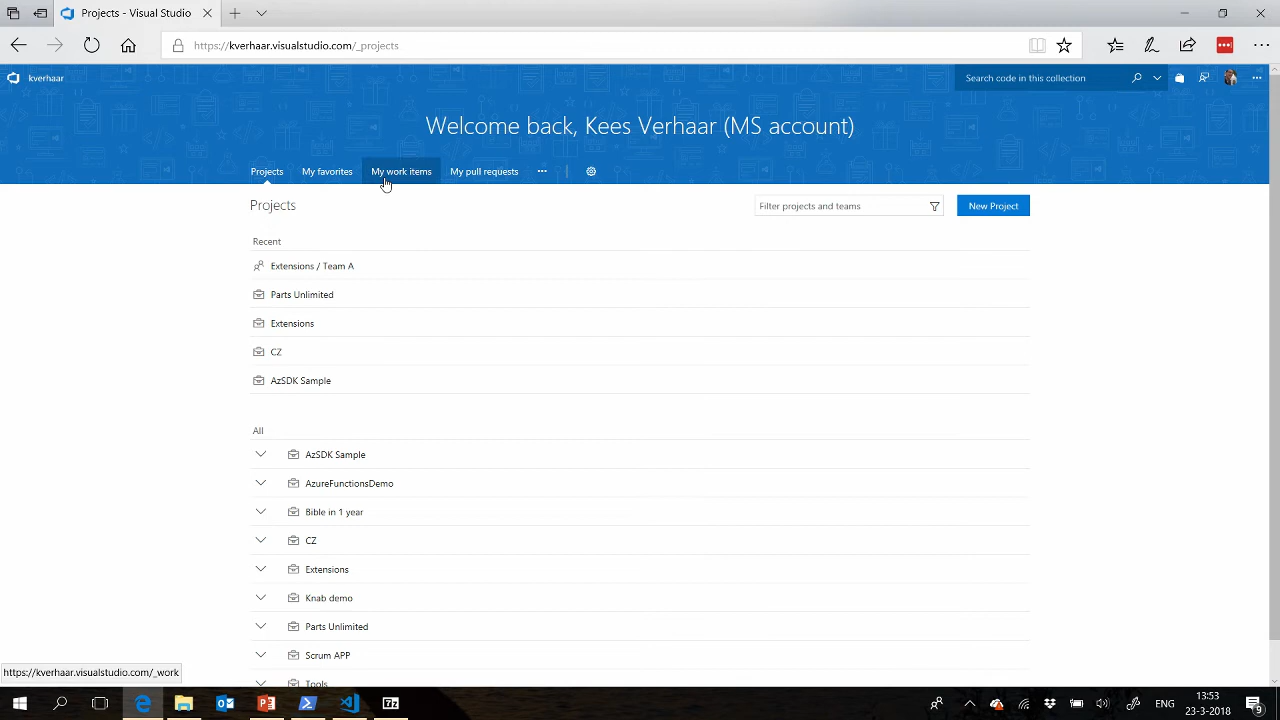 Projects - Visual Studio
https://kverhaar.visualstudio.com/_projects
kverhaar
Search code in this collection
Welcome back, Kees Verhaar (MS account)
Projects My favorites My work items My pull requests
Projects
Filter projects and teams
New Project
Recent
Extensions / Team A
Parts Unlimited
Extensions
CZ
AzSDK Sample
All
AzSDK Sample
AzureFunctionsDemo
Bible in 1 year
CZ
Extensions
Knab demo
Parts Unlimited
Scrum APP
https://kverhaar.visualstudio.com/_work
Tools
7z
ENG
13:53
23-3-2018